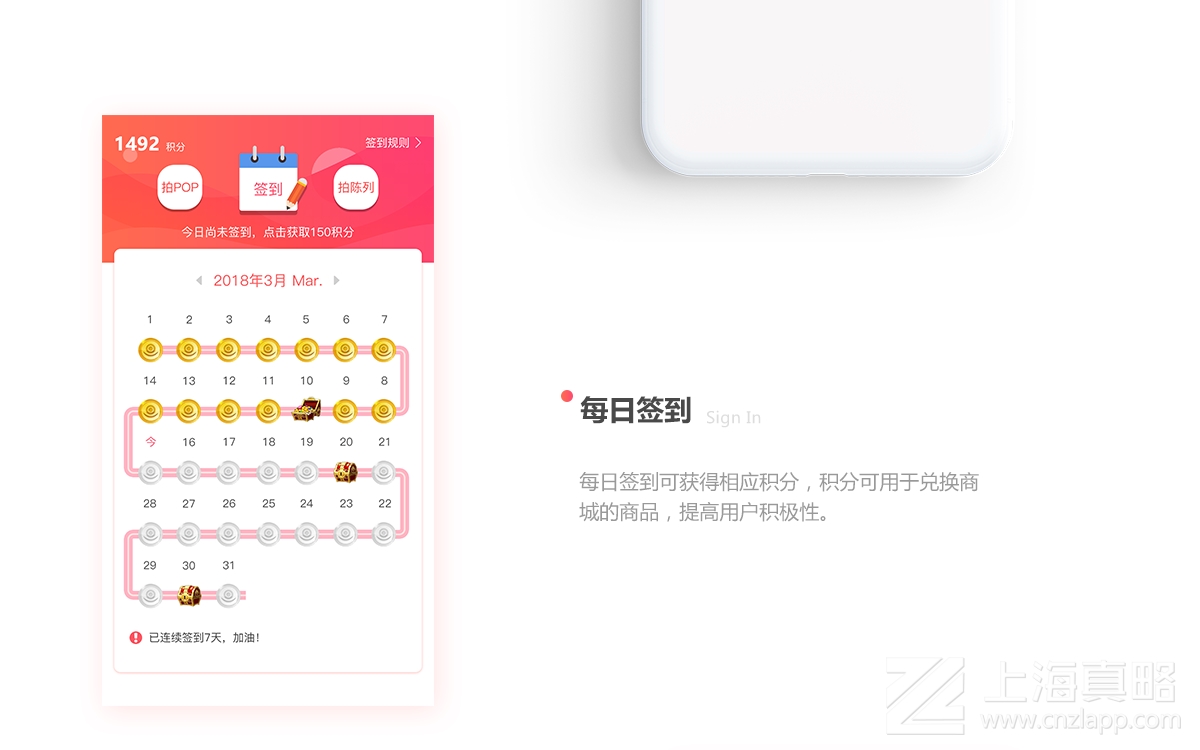 1492 积分
签到规则
拍POP
签到
拍陈列
今日尚未签到，点击获取150积分
2018年3月 Mar.
1 2 3 4 5 6 7
14 13 12 11 10 9 8
今 16 17 18 19 20 21
28 27 26 25 24 23 22
29 30 31
已连续签到7天，加油！
每日签到 Sign In
每日签到可获得相应积分，积分可用于兑换商
城的商品，提高用户积极性。
上海真略
www.cnzlapp.com